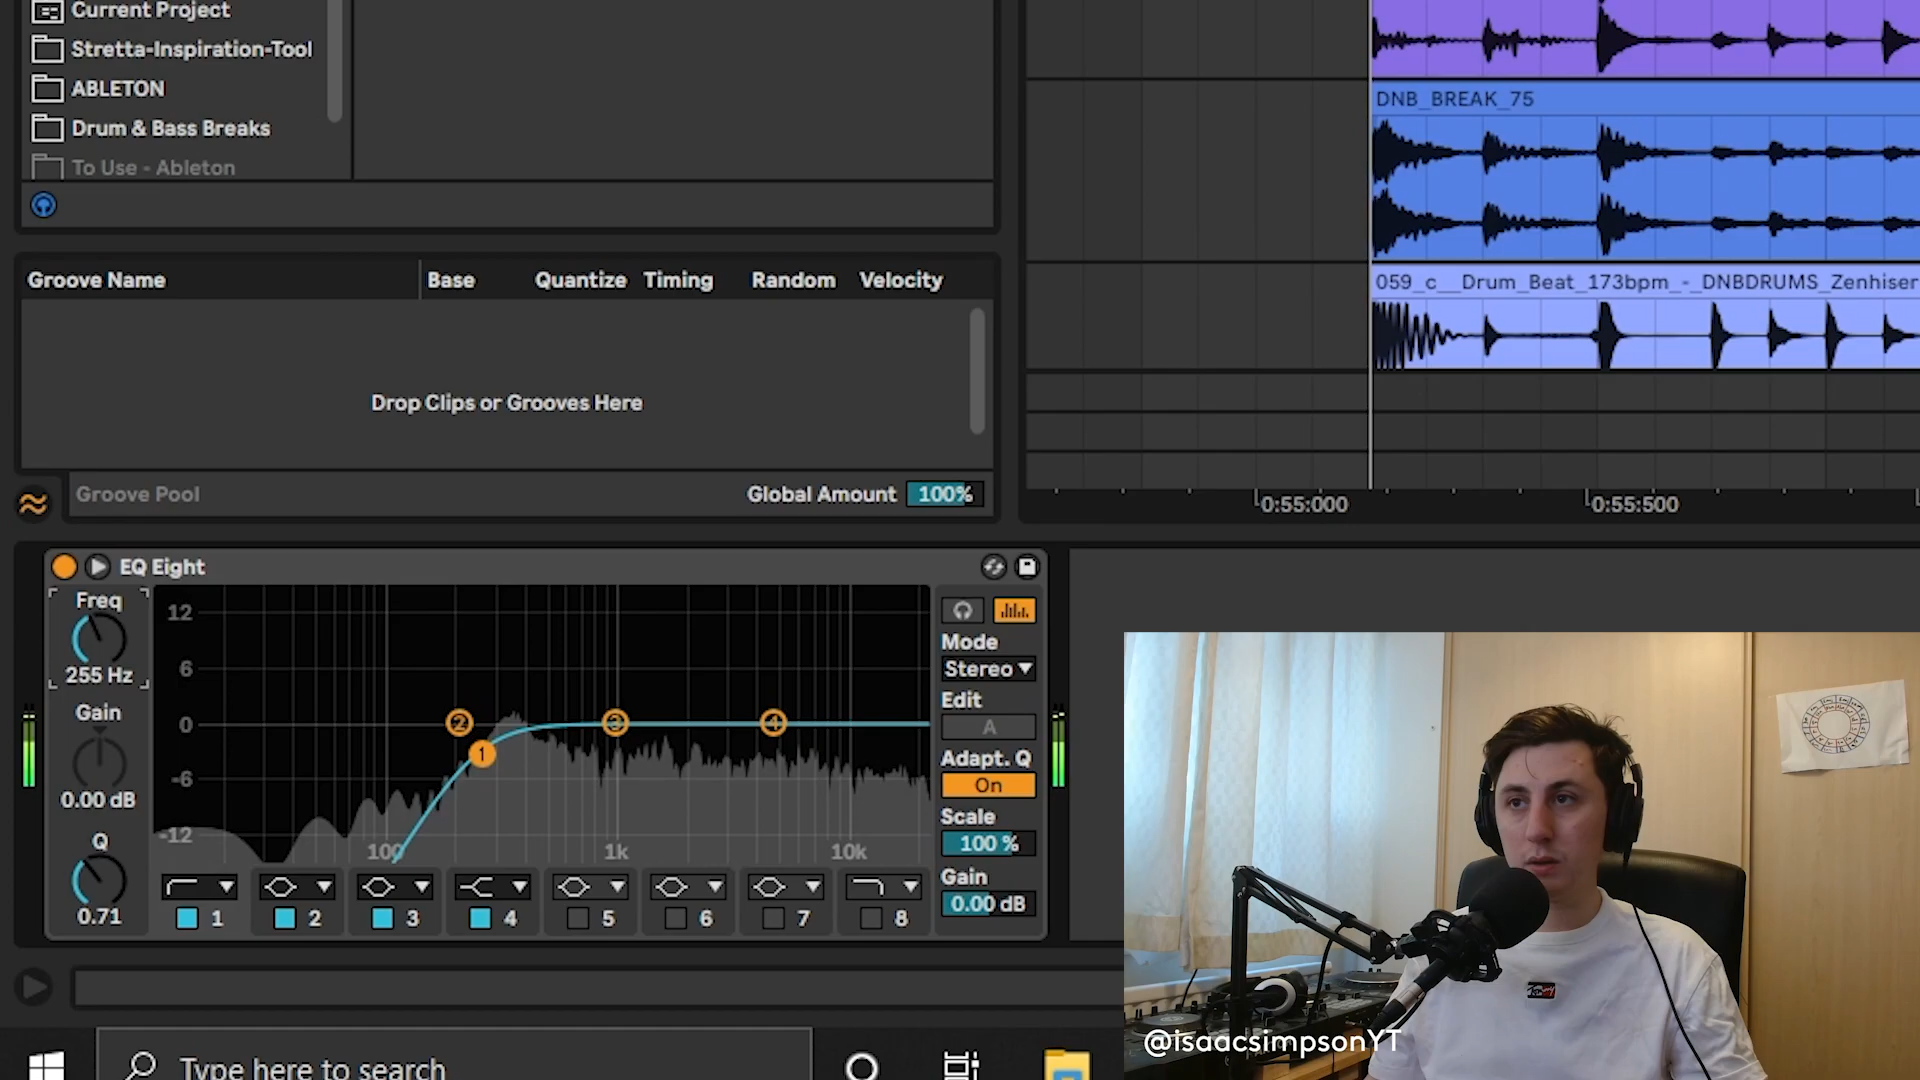 Current Project
Stretta-Inspiration-Tool
ABLETON
Drum & Bass Breaks
To Use - Ableton
DNB_BREAK_75
059_c__Drum_Beat_173bpm_-_DNBDRUMS_Zenhiser
Groove Name Base Quantize Timing Random Velocity
Drop Clips or Grooves Here
Groove Pool Global Amount 100%
0:55:000 0:55:500
EQ Eight
Freq
255 Hz
Gain
0.00 dB
Q
0.71
12
6
0
-6
-12
100 1k 10k
2 1 3 4
1 2 3 4 5 6 7 8
Mode
Stereo
Edit
A
Adapt. Q
On
Scale
100 %
Gain
0.00 dB
@isaacsimpsonYT
Type here to search